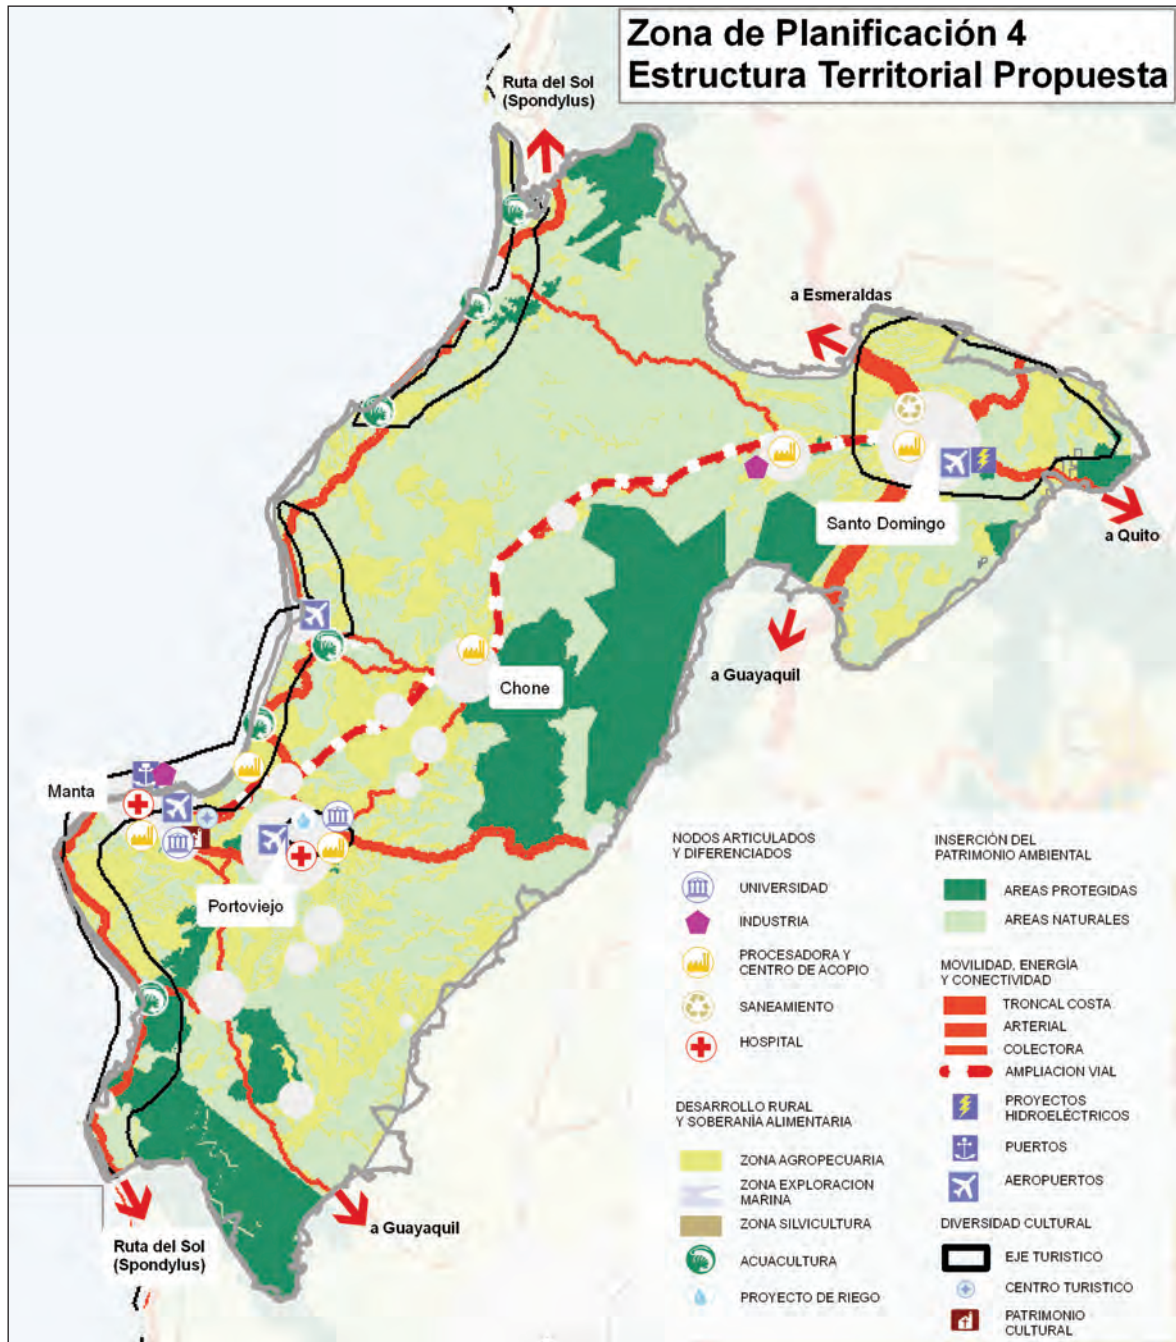 Zona de Planificación 4
Estructura Territorial Propuesta
Ruta del Sol
(Spondylus)
a Esmeraldas
Santo Domingo
a Quito
a Guayaquil
Chone
Manta
Portoviejo
a Guayaquil
Ruta del Sol
(Spondylus)
NODOS ARTICULADOS
Y DIFERENCIADOS
UNIVERSIDAD
INDUSTRIA
PROCESADORA Y
CENTRO DE ACOPIO
SANEAMIENTO
HOSPITAL
DESARROLLO RURAL
Y SOBERANÍA ALIMENTARIA
ZONA AGROPECUARIA
ZONA EXPLORACION
MARINA
ZONA SILVICULTURA
ACUACULTURA
PROYECTO DE RIEGO
INSERCIÓN DEL
PATRIMONIO AMBIENTAL
AREAS PROTEGIDAS
AREAS NATURALES
MOVILIDAD, ENERGÍA
Y CONECTIVIDAD
TRONCAL COSTA
ARTERIAL
COLECTORA
AMPLIACION VIAL
PROYECTOS
HIDROELÉCTRICOS
PUERTOS
AEROPUERTOS
DIVERSIDAD CULTURAL
EJE TURISTICO
CENTRO TURISTICO
PATRIMONIO
CULTURAL